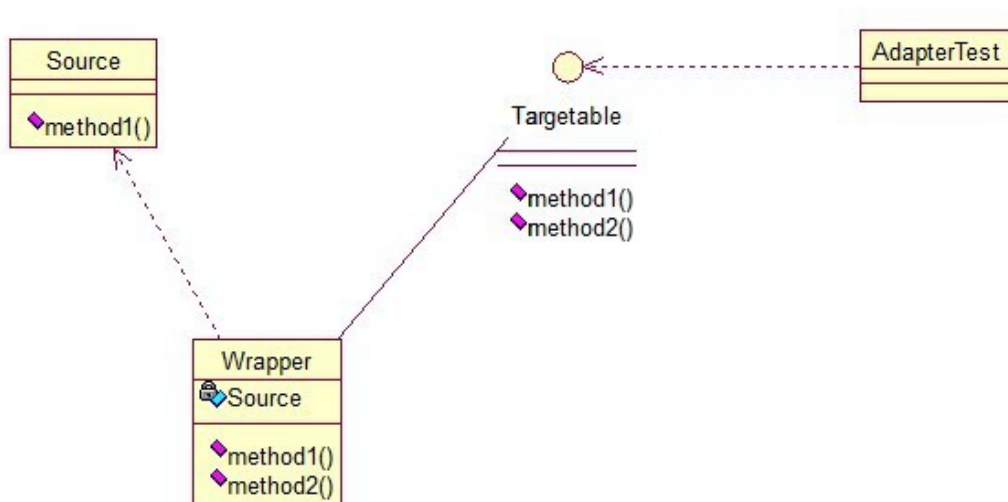 Source
method1()
Targetable
method1()
method2()
AdapterTest
Wrapper
Source
method1()
method2()